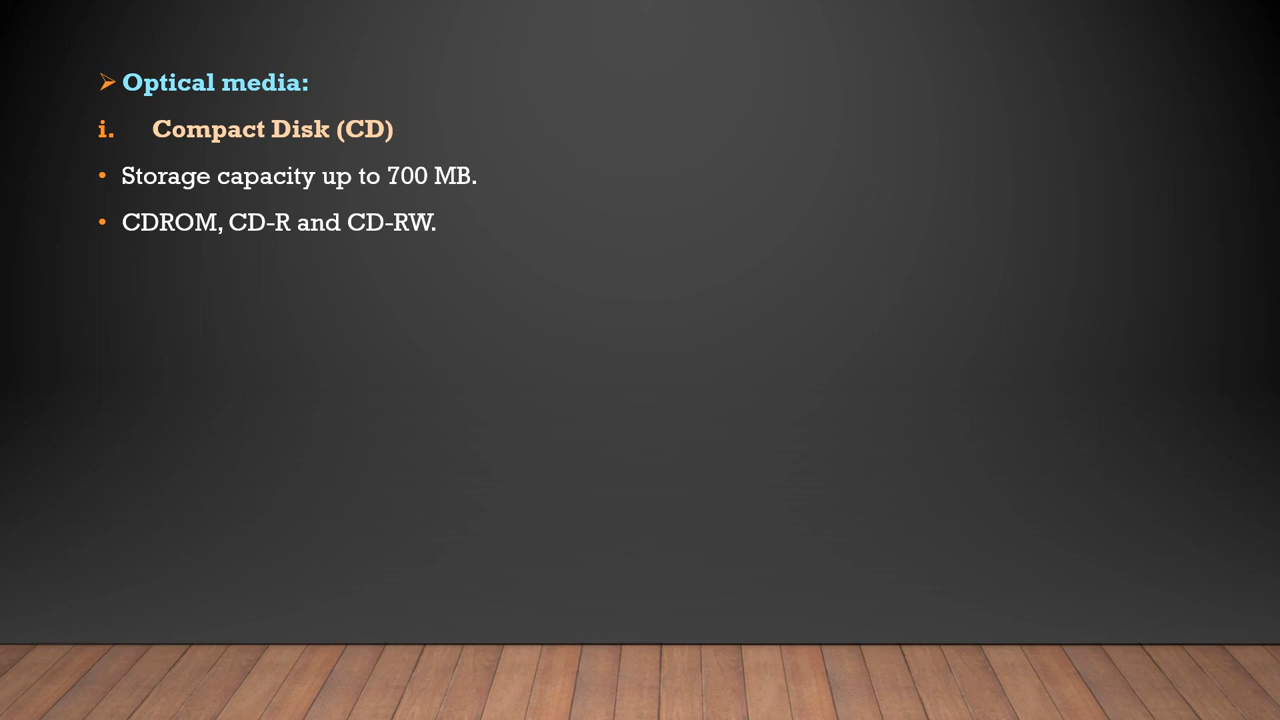 ➢ Optical media:
i. Compact Disk (CD)
• Storage capacity up to 700 MB.
• CDROM, CD-R and CD-RW.